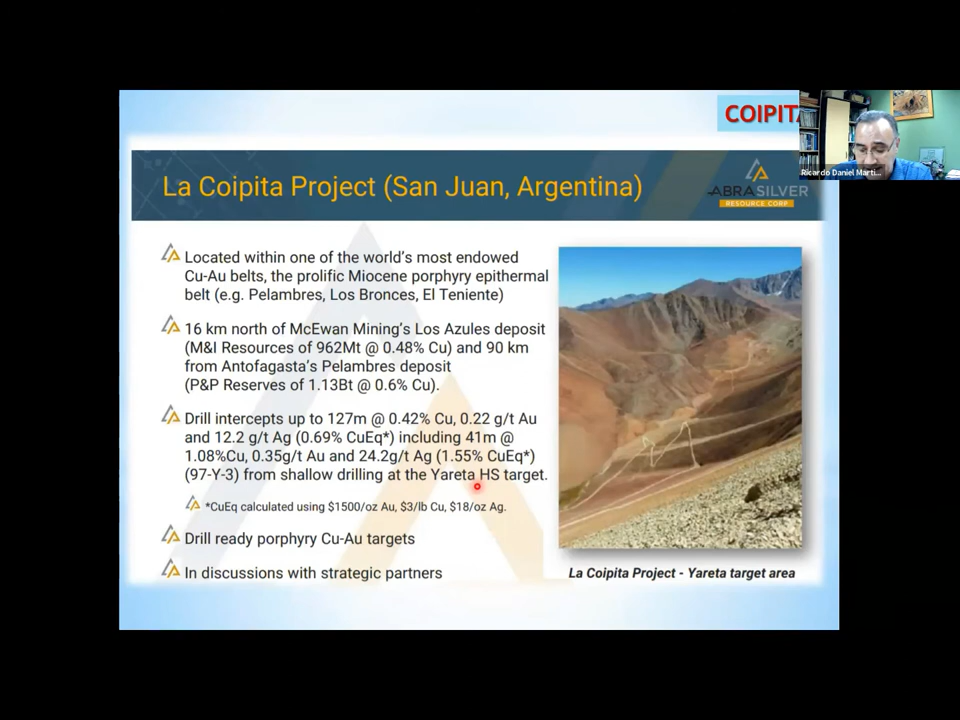 COIPIT
Ricardo Daniel Marti...
La Coipita Project (San Juan, Argentina)
ABRASILVER
RESOURCE CORP
Located within one of the world's most endowed
Cu-Au belts, the prolific Miocene porphyry epithermal
belt (e.g. Pelambres, Los Bronces, El Teniente)
16 km north of McEwan Mining's Los Azules deposit
(M&I Resources of 962Mt @ 0.48% Cu) and 90 km
from Antofagasta's Pelambres deposit
(P&P Reserves of 1.13Bt @ 0.6% Cu).
Drill intercepts up to 127m @ 0.42% Cu, 0.22 g/t Au
and 12.2 g/t Ag (0.69% CuEq*) including 41m @
1.08%Cu, 0.35g/t Au and 24.2g/t Ag (1.55% CuEq*)
(97-Y-3) from shallow drilling at the Yareta HS target.
*CuEq calculated using $1500/oz Au, $3/lb Cu, $18/oz Ag.
Drill ready porphyry Cu-Au targets
In discussions with strategic partners
La Coipita Project - Yareta target area